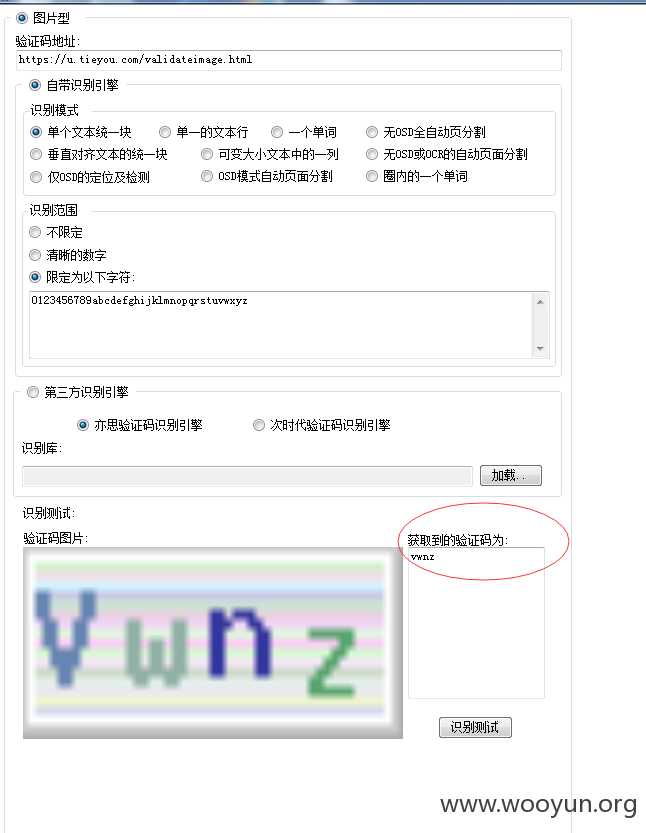 图片型
验证码地址:
https://u.tieyou.com/validateimage.html
自带识别引擎
识别模式
单个文本统一块 单一的文本行 一个单词 无OSD全自动页分割
垂直对齐文本的统一块 可变大小文本中的一列 无OSD或OCR的自动页面分割
仅OSD的定位及检测 OSD模式自动页面分割 圈内的一个单词
识别范围
不限定
清晰的数字
限定为以下字符:
0123456789abcdefghijklmnopqrstuvwxyz
第三方识别引擎
亦思验证码识别引擎 次时代验证码识别引擎
识别库:
加载..
识别测试:
验证码图片:
获取到的验证码为:
vwnz
Vwnz
识别测试
www.wooyun.org